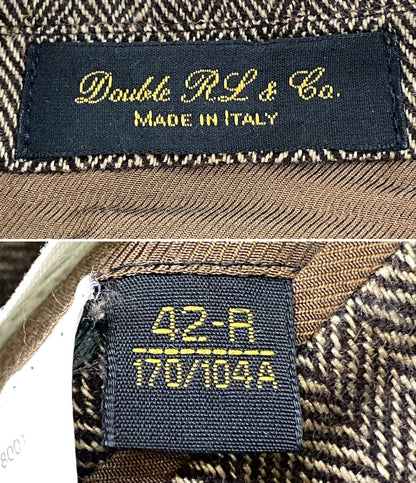 Double RL & Co.
MADE IN ITALY
42-R
170/104A